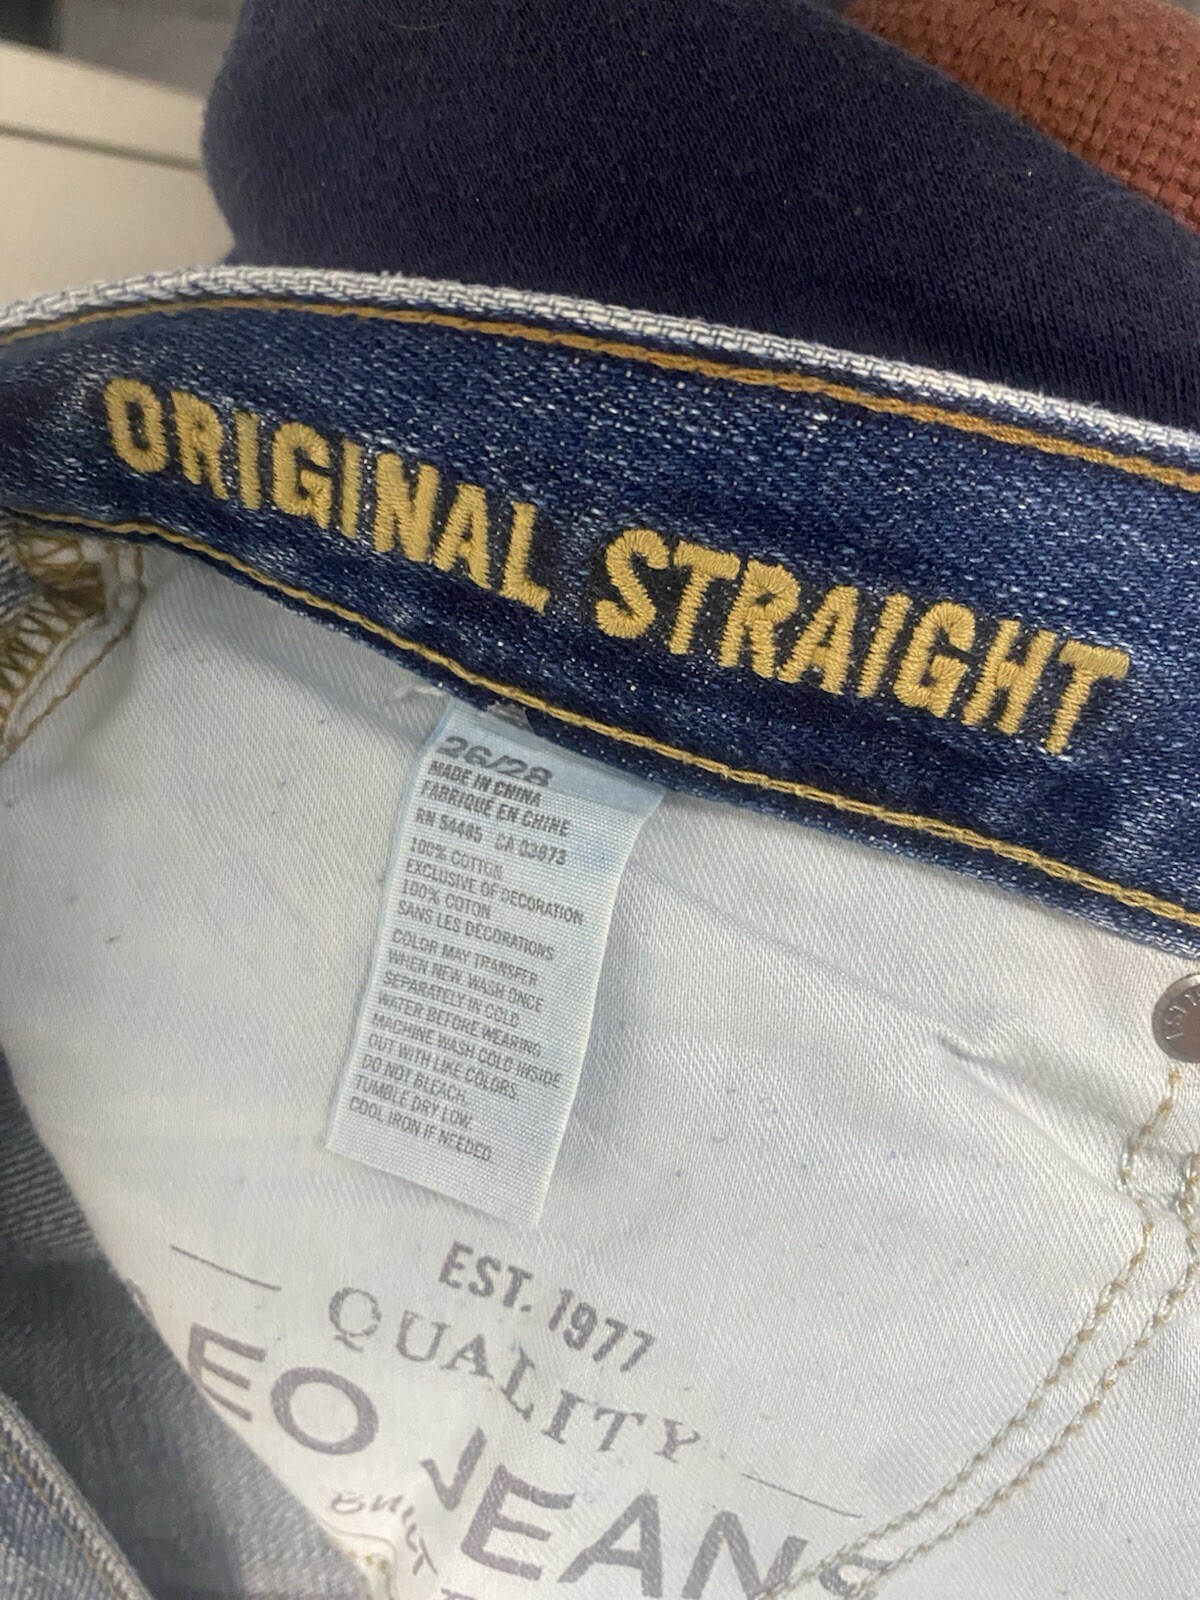 ORIGINAL STRAIGHT
26/28
MADE IN CHINA
FABRIQUÉ EN CHINE
RN 54485 CA 03673
100% COTTON
EXCLUSIVE OF DECORATION
100% COTON
SANS LES DÉCORATIONS
COLOR MAY TRANSFER
WHEN NEW. WASH ONCE
SEPARATELY IN COLD
WATER BEFORE WEARING
MACHINE WASH COLD INSIDE
OUT WITH LIKE COLORS.
DO NOT BLEACH.
TUMBLE DRY LOW.
COOL IRON IF NEEDED.
EST. 1977
QUALITY
EO JEANS
BUILT